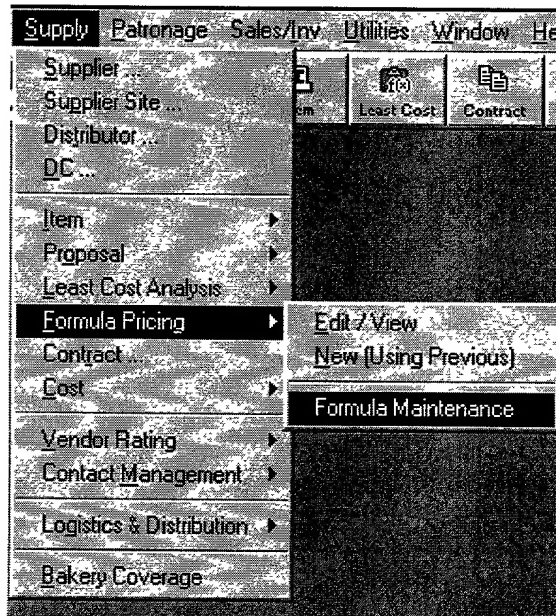 Supply Patronage Sales/Inv Utilities Window He
Supplier ...
Supplier Site ...
Distributor ...
DC ...
em Least Cost Contract
Item
Proposal
Least Cost Analysis
Formula Pricing
Edit / View
Contract ...
New (Using Previous)
Cost
Formula Maintenance
Vendor Rating
Contact Management
Logistics & Distribution
Bakery Coverage